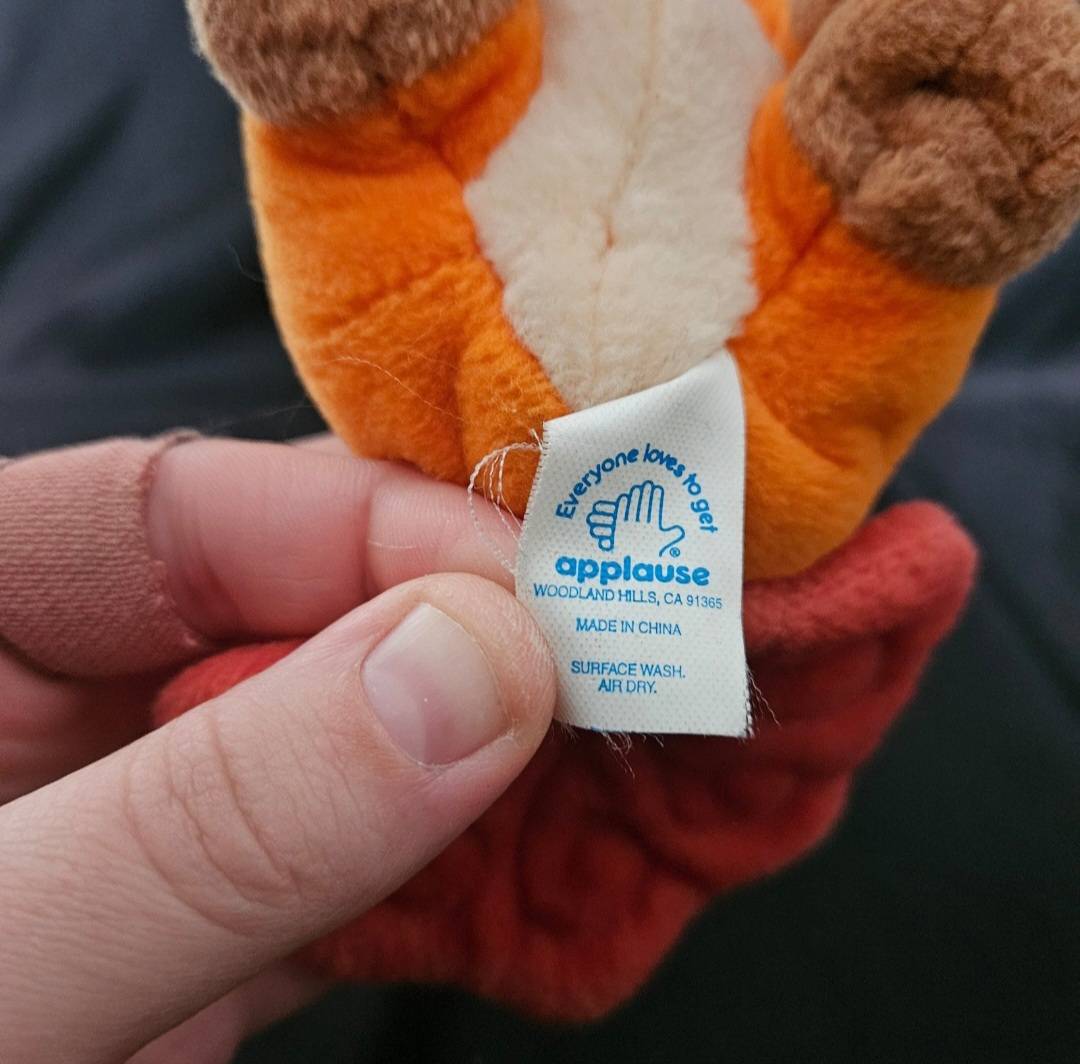 Everyone loves to get
®
applause
WOODLAND HILLS, CA 91365
MADE IN CHINA
SURFACE WASH.
AIR DRY.